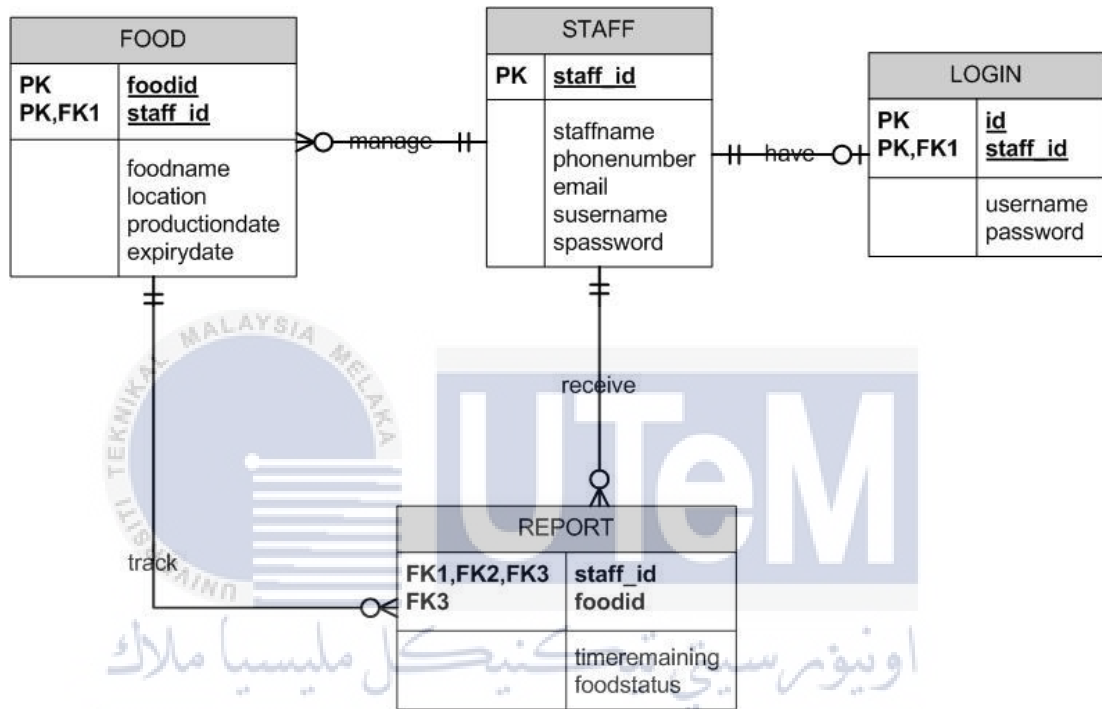 FOOD
PK foodid
PK,FK1 staff_id
foodname
location
productiondate
expirydate
manage
STAFF
PK staff_id
staffname
phonenumber
email
susername
spassword
have
LOGIN
PK id
PK,FK1 staff_id
username
password
receive
track
REPORT
FK1,FK2,FK3 staff_id
FK3 foodid
timeremaining
foodstatus
UNIVERSITI TEKNIKAL MALAYSIA MELAKA
UTeM
اونيۏرسيتي تيكنيكل مليسيا ملاك